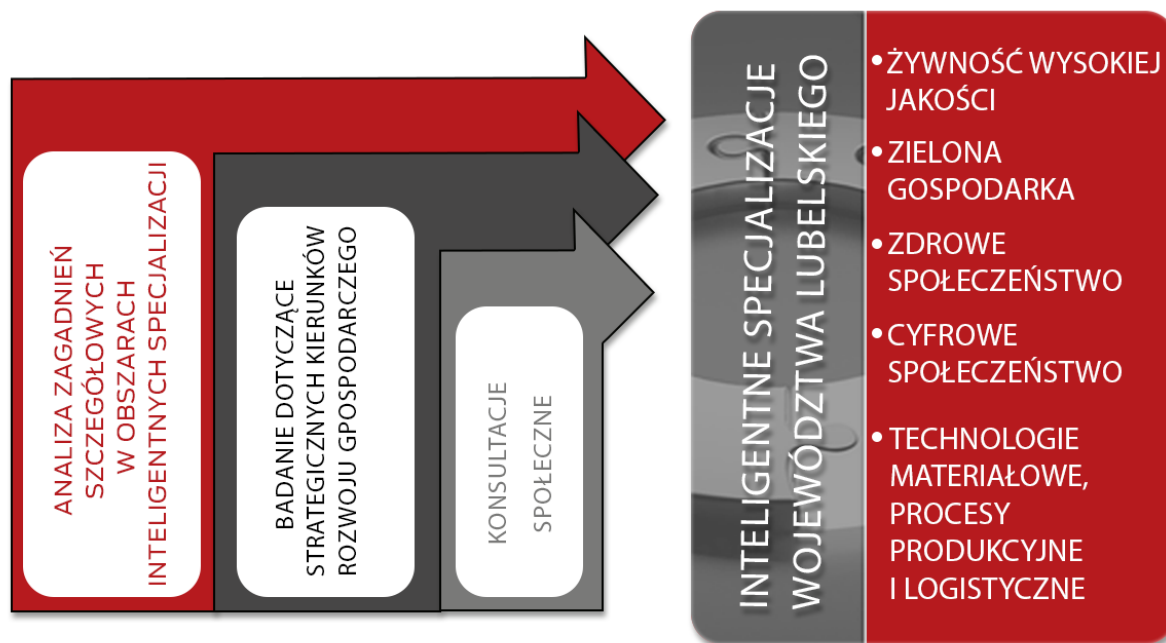 ANALIZA ZAGADNIEŃ
SZCZEGÓŁOWYCH
W OBSZARACH
INTELIGENTNYCH SPECJALIZACJI
BADANIE DOTYCZĄCE
STRATEGICZNYCH KIERUNKÓW
ROZWOJU GPOSPODARCZEGO
KONSULTACJE
SPOŁECZNE
INTELIGENTNE SPECJALIZACJE
WOJEWÓDZTWA LUBELSKIEGO
• ŻYWNOŚĆ WYSOKIEJ
JAKOŚCI
• ZIELONA
GOSPODARKA
• ZDROWE
SPOŁECZEŃSTWO
• CYFROWE
SPOŁECZEŃSTWO
• TECHNOLOGIE
MATERIAŁOWE,
PROCESY
PRODUKCYJNE
I LOGISTYCZNE